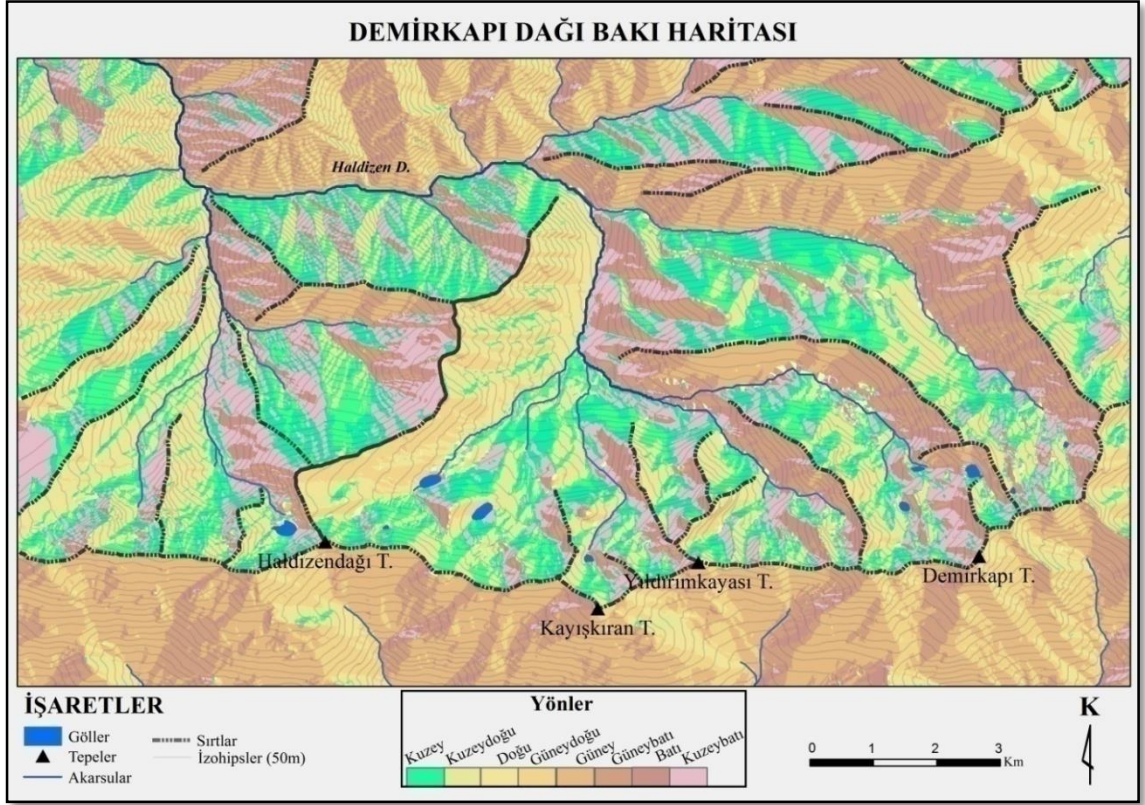 DEMİRKAPI DAĞI BAKI HARİTASI
Haldizen D.
Haldizendağı T.
Yıldırımkayası T.
Demirkapı T.
Kayışkıran T.
İŞARETLER
Göller
Tepeler
Akarsular
Sırtlar
İzohipsler (50m)
Yönler
Kuzey Kuzeydoğu Doğu Güneydoğu Güney Güneybatı Batı Kuzeybatı
K
0 1 2 3
Km